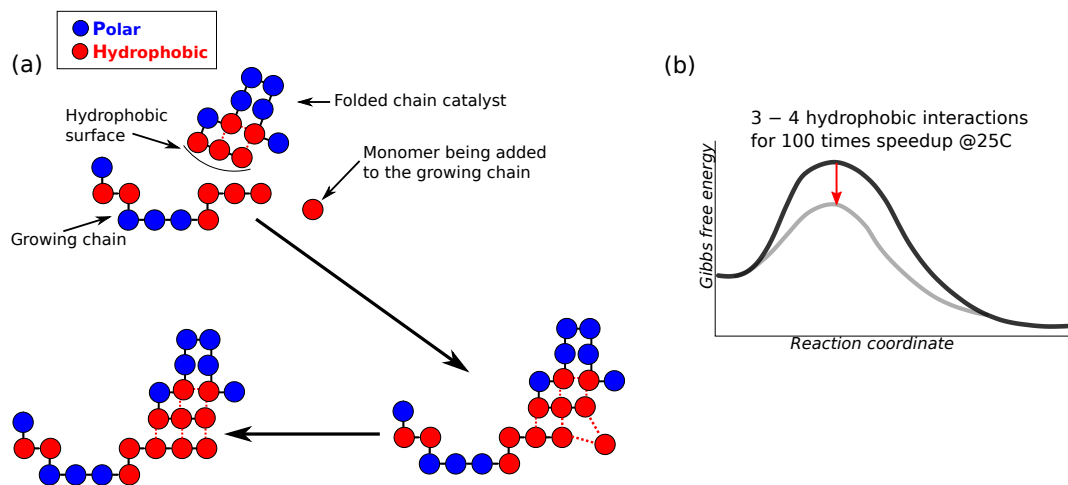 Polar
Hydrophobic
(a)
Hydrophobic
surface
Folded chain catalyst
Monomer being added
to the growing chain
Growing chain
(b)
3 − 4 hydrophobic interactions
for 100 times speedup @25C
Gibbs free energy
Reaction coordinate